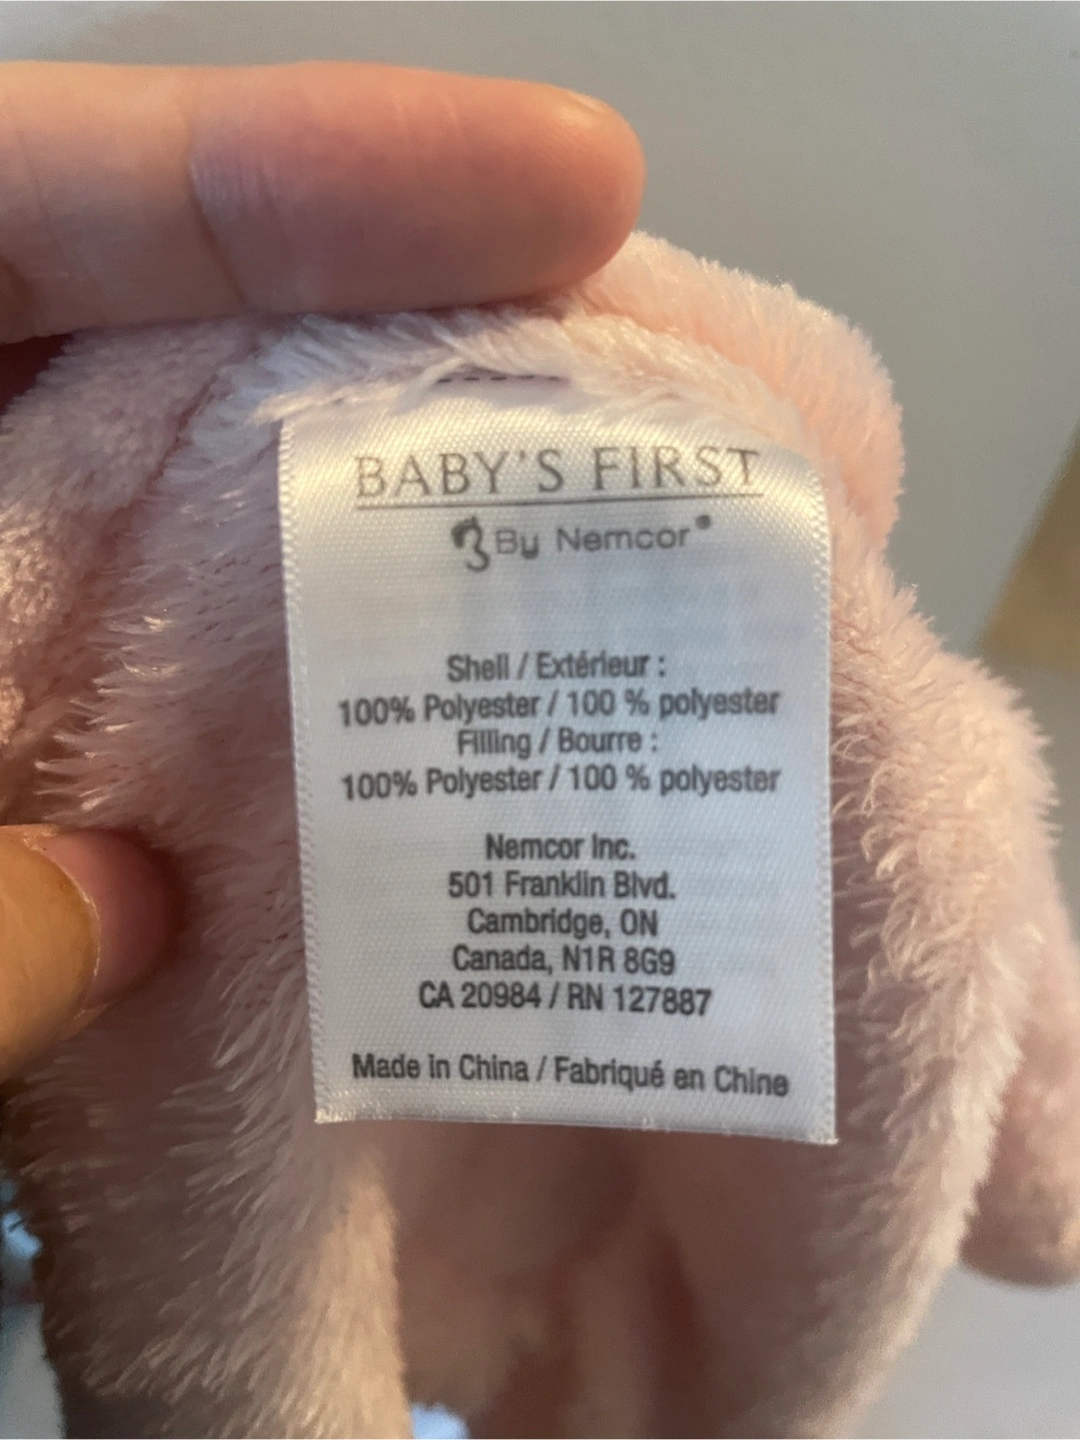 BABY'S FIRST
By Nemcor®
Shell / Extérieur :
100% Polyester / 100 % polyester
Filling / Bourre :
100% Polyester / 100 % polyester
Nemcor Inc.
501 Franklin Blvd.
Cambridge, ON
Canada, N1R 8G9
CA 20984 / RN 127887
Made in China / Fabriqué en Chine